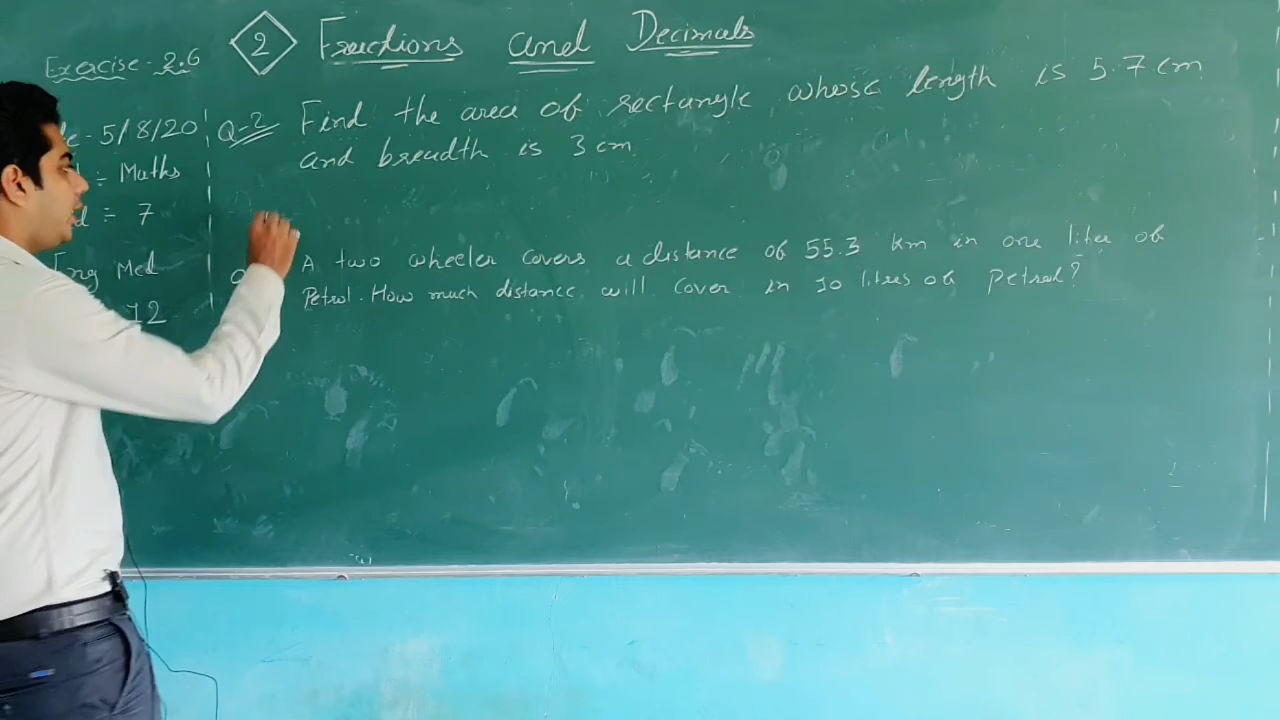 2 Fractions and Decimals
Exercise - 2.6
5/8/20
Maths
7
Eng Med
12
Q-2 Find the area of rectangle whose length is 5.7 cm
and breadth is 3 cm
A two wheeler covers a distance of 55.3 km in one liter of
Petrol. How much distance will cover in 10 litres of petrol?